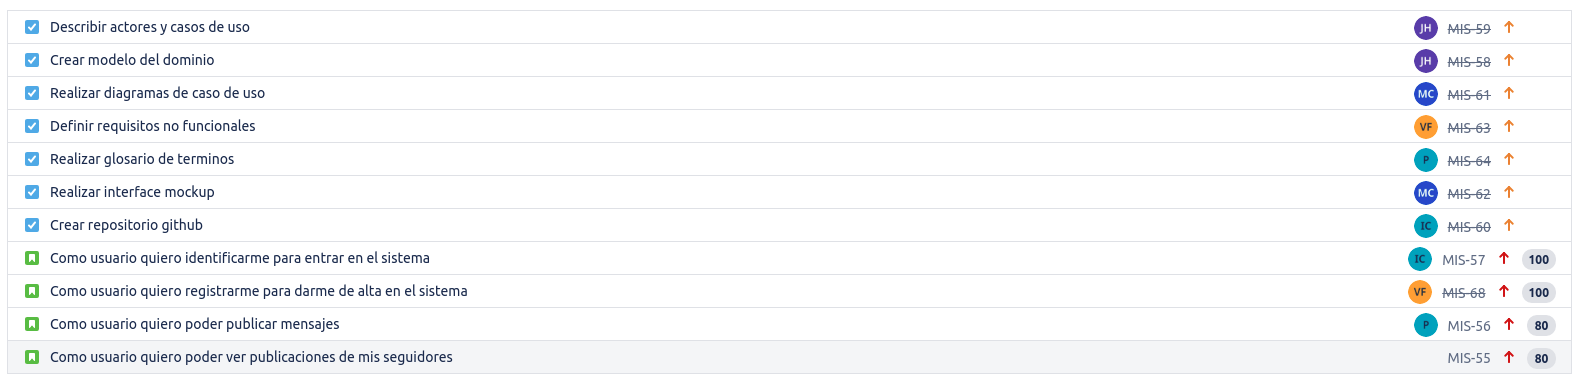 Describir actores y casos de uso JH MIS-59
Crear modelo del dominio JH MIS-58
Realizar diagramas de caso de uso MC MIS-61
Definir requisitos no funcionales VF MIS-63
Realizar glosario de terminos P MIS-64
Realizar interface mockup MC MIS-62
Crear repositorio github IC MIS-60
Como usuario quiero identificarme para entrar en el sistema IC MIS-57 100
Como usuario quiero registrarme para darme de alta en el sistema VF MIS-68 100
Como usuario quiero poder publicar mensajes P MIS-56 80
Como usuario quiero poder ver publicaciones de mis seguidores MIS-55 80